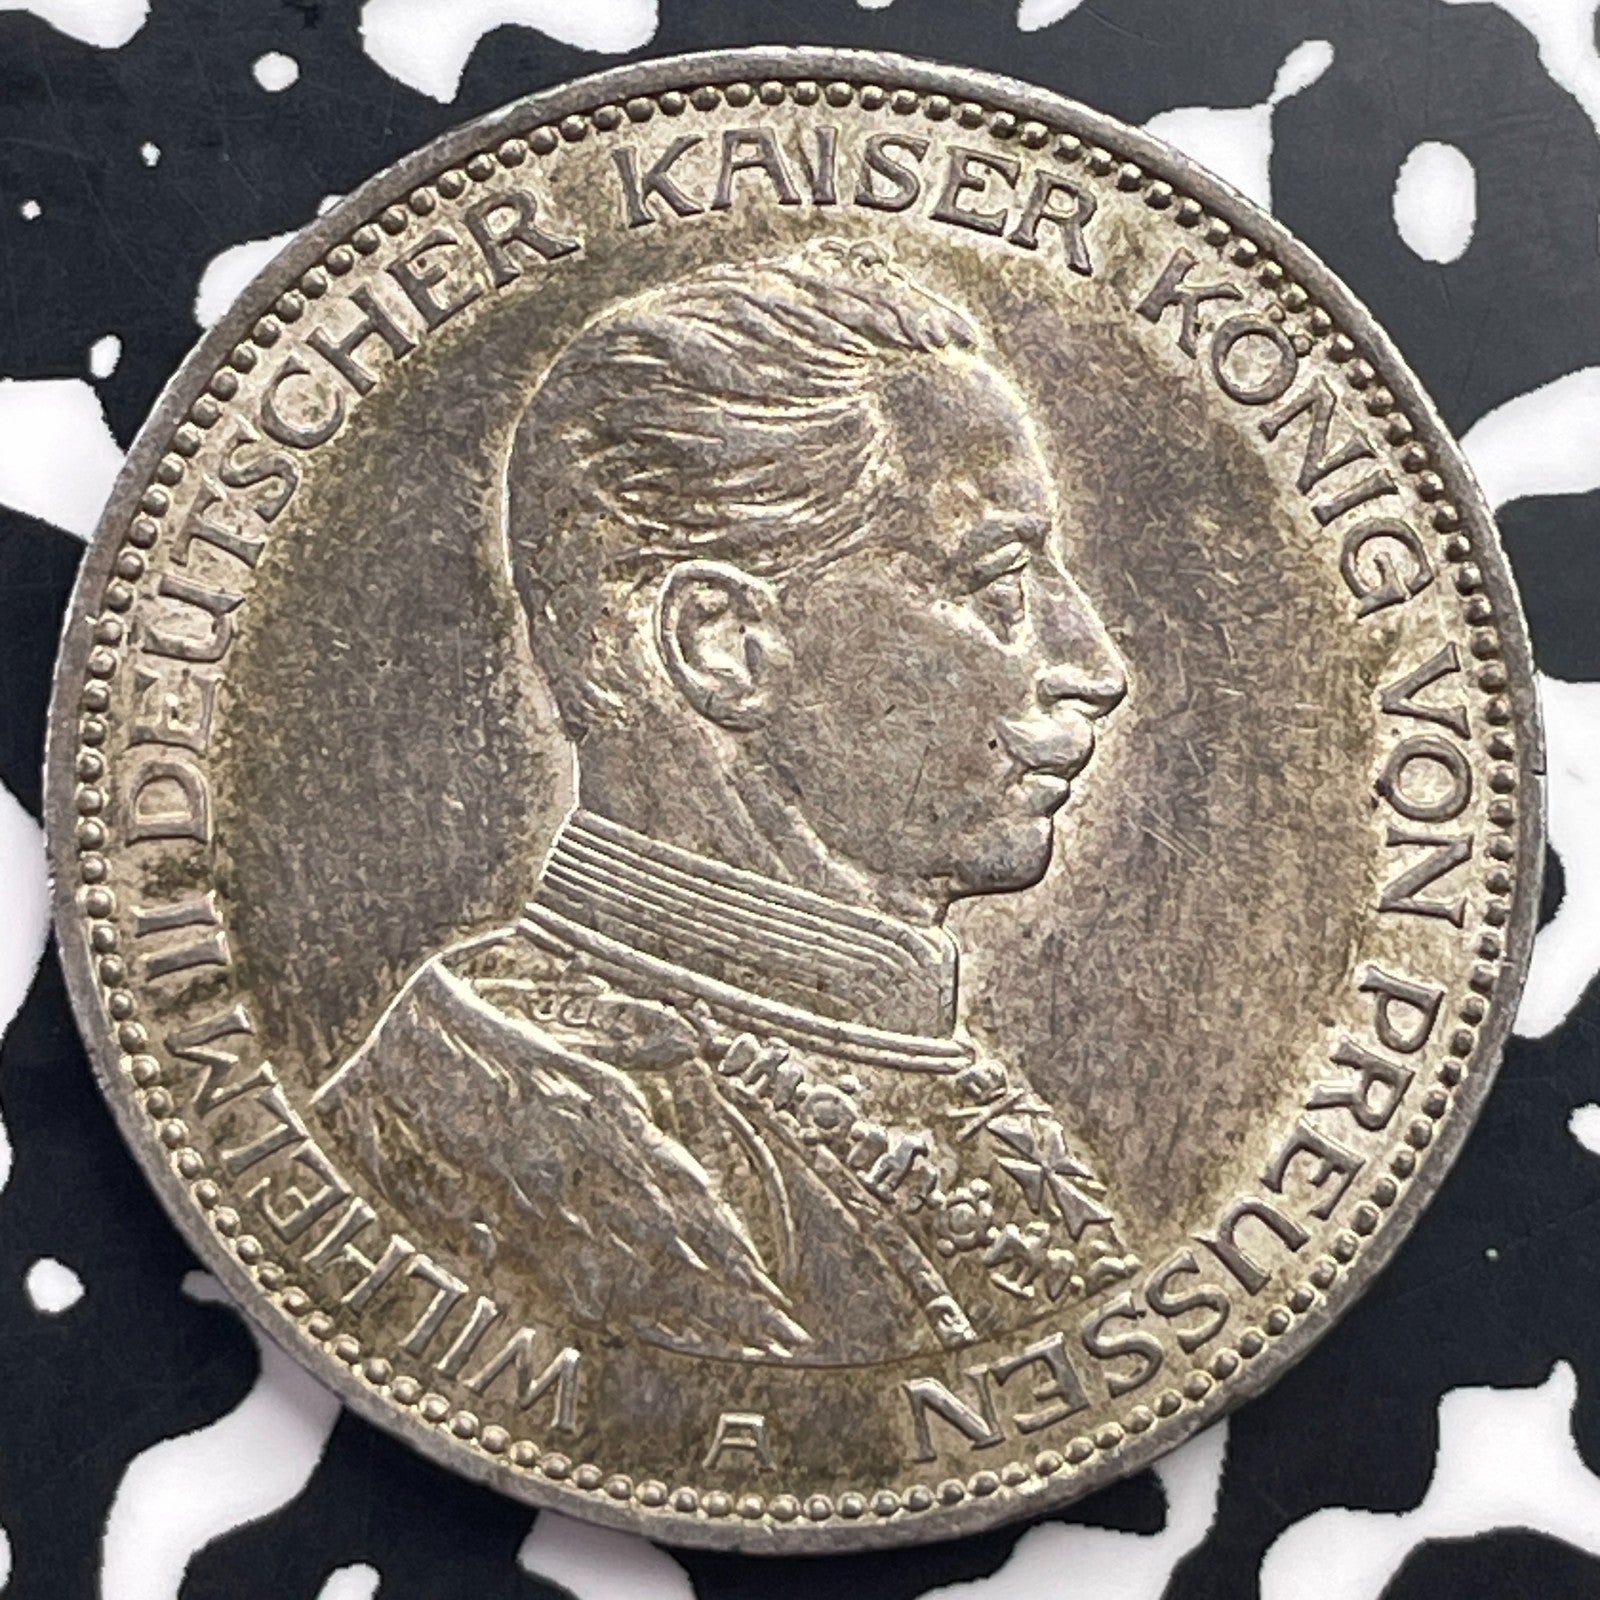 WILHELM II DEUTSCHER KAISER KÖNIG VON PREUSSEN
A